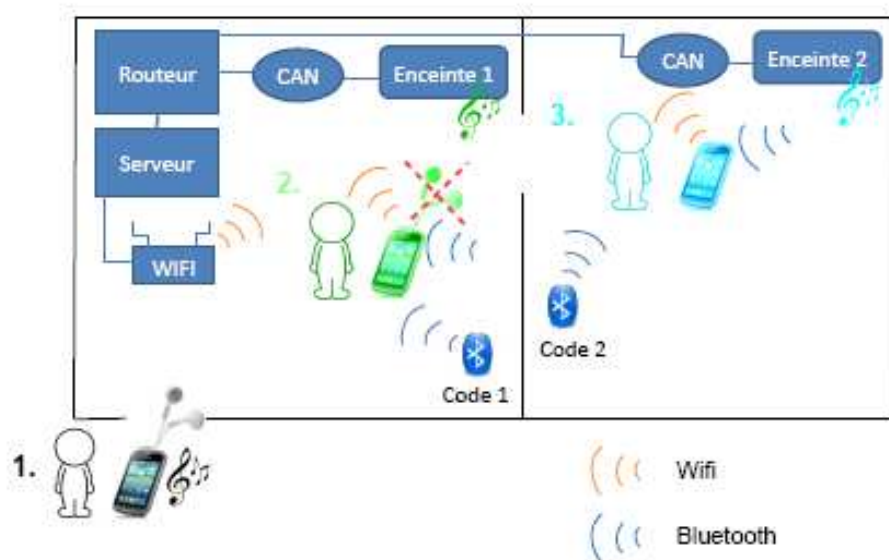 Routeur
CAN
Enceinte 1
CAN
Enceinte 2
3.
Serveur
2.
WIFI
Code 2
Code 1
1.
Wifi
Bluetooth